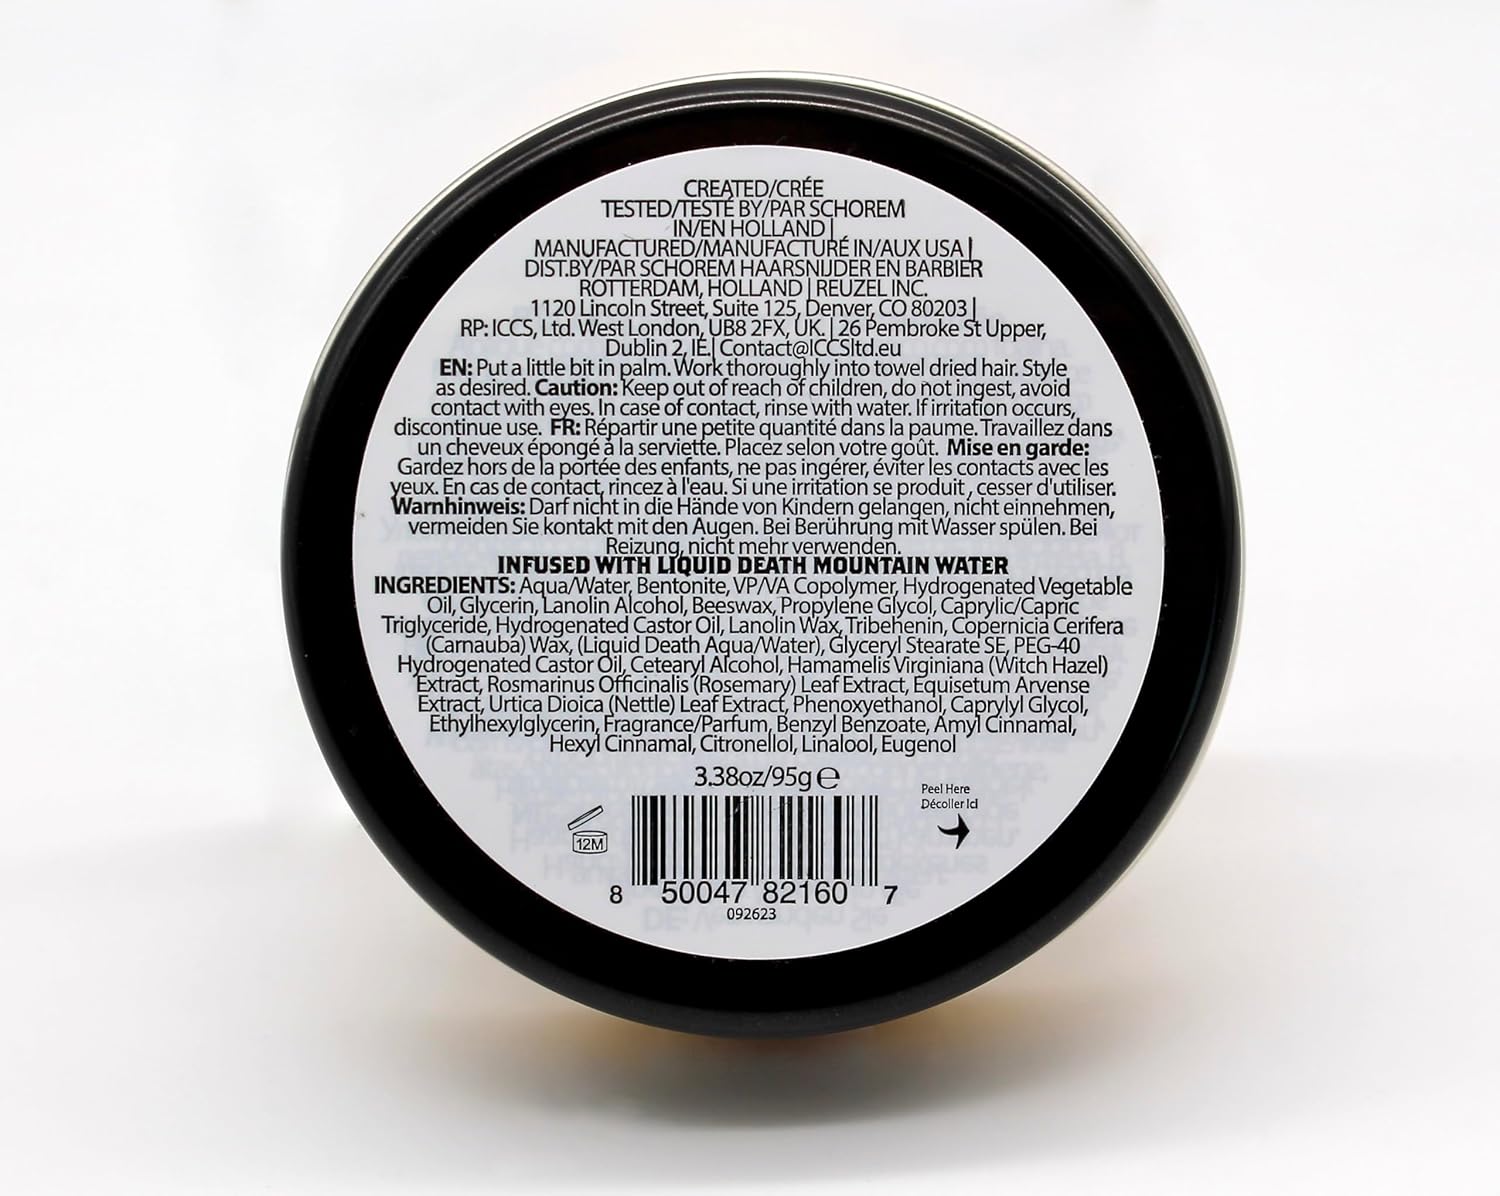 CREATED/CRÉE
TESTED/TESTÉ BY/PAR SCHOREM
IN/EN HOLLAND |
MANUFACTURED/MANUFACTURÉ IN/AUX USA |
DIST.BY/PAR SCHOREM HAARSNIJDER EN BARBIER
ROTTERDAM, HOLLAND | REUZEL INC.
1120 Lincoln Street, Suite 125, Denver, CO 80203 |
RP: ICCS, Ltd. West London, UB8 2FX, UK. | 26 Pembroke St Upper,
Dublin 2, IE.| Contact@ICCSltd.eu
EN: Put a little bit in palm. Work thoroughly into towel dried hair. Style
as desired. Caution: Keep out of reach of children, do not ingest, avoid
contact with eyes. In case of contact, rinse with water. If irritation occurs,
discontinue use. FR: Répartir une petite quantité dans la paume. Travaillez dans
un cheveux épongé à la serviette. Placez selon votre goût. Mise en garde:
Gardez hors de la portée des enfants, ne pas ingérer, éviter les contacts avec les
yeux. En cas de contact, rincez à l'eau. Si une irritation se produit , cesser d'utiliser.
Warnhinweis: Darf nicht in die Hände von Kindern gelangen, nicht einnehmen,
vermeiden Sie kontakt mit den Augen. Bei Berührung mit Wasser spülen. Bei
Reizung, nicht mehr verwenden.
INFUSED WITH LIQUID DEATH MOUNTAIN WATER
INGREDIENTS: Aqua/Water, Bentonite, VP/VA Copolymer, Hydrogenated Vegetable
Oil, Glycerin, Lanolin Alcohol, Beeswax, Propylene Glycol, Caprylic/Capric
Triglyceride, Hydrogenated Castor Oil, Lanolin Wax, Tribehenin, Copernicia Cerifera
(Carnauba) Wax, (Liquid Death Aqua/Water), Glyceryl Stearate SE, PEG-40
Hydrogenated Castor Oil, Cetearyl Alcohol, Hamamelis Virginiana (Witch Hazel)
Extract, Rosmarinus Officinalis (Rosemary) Leaf Extract, Equisetum Arvense
Extract, Urtica Dioica (Nettle) Leaf Extract, Phenoxyethanol, Caprylyl Glycol,
Ethylhexylglycerin, Fragrance/Parfum, Benzyl Benzoate, Amyl Cinnamal,
Hexyl Cinnamal, Citronellol, Linalool, Eugenol
3.38oz/95g ℮
Peel Here
Décoller Id
12M
8 50047 82160 7
092623